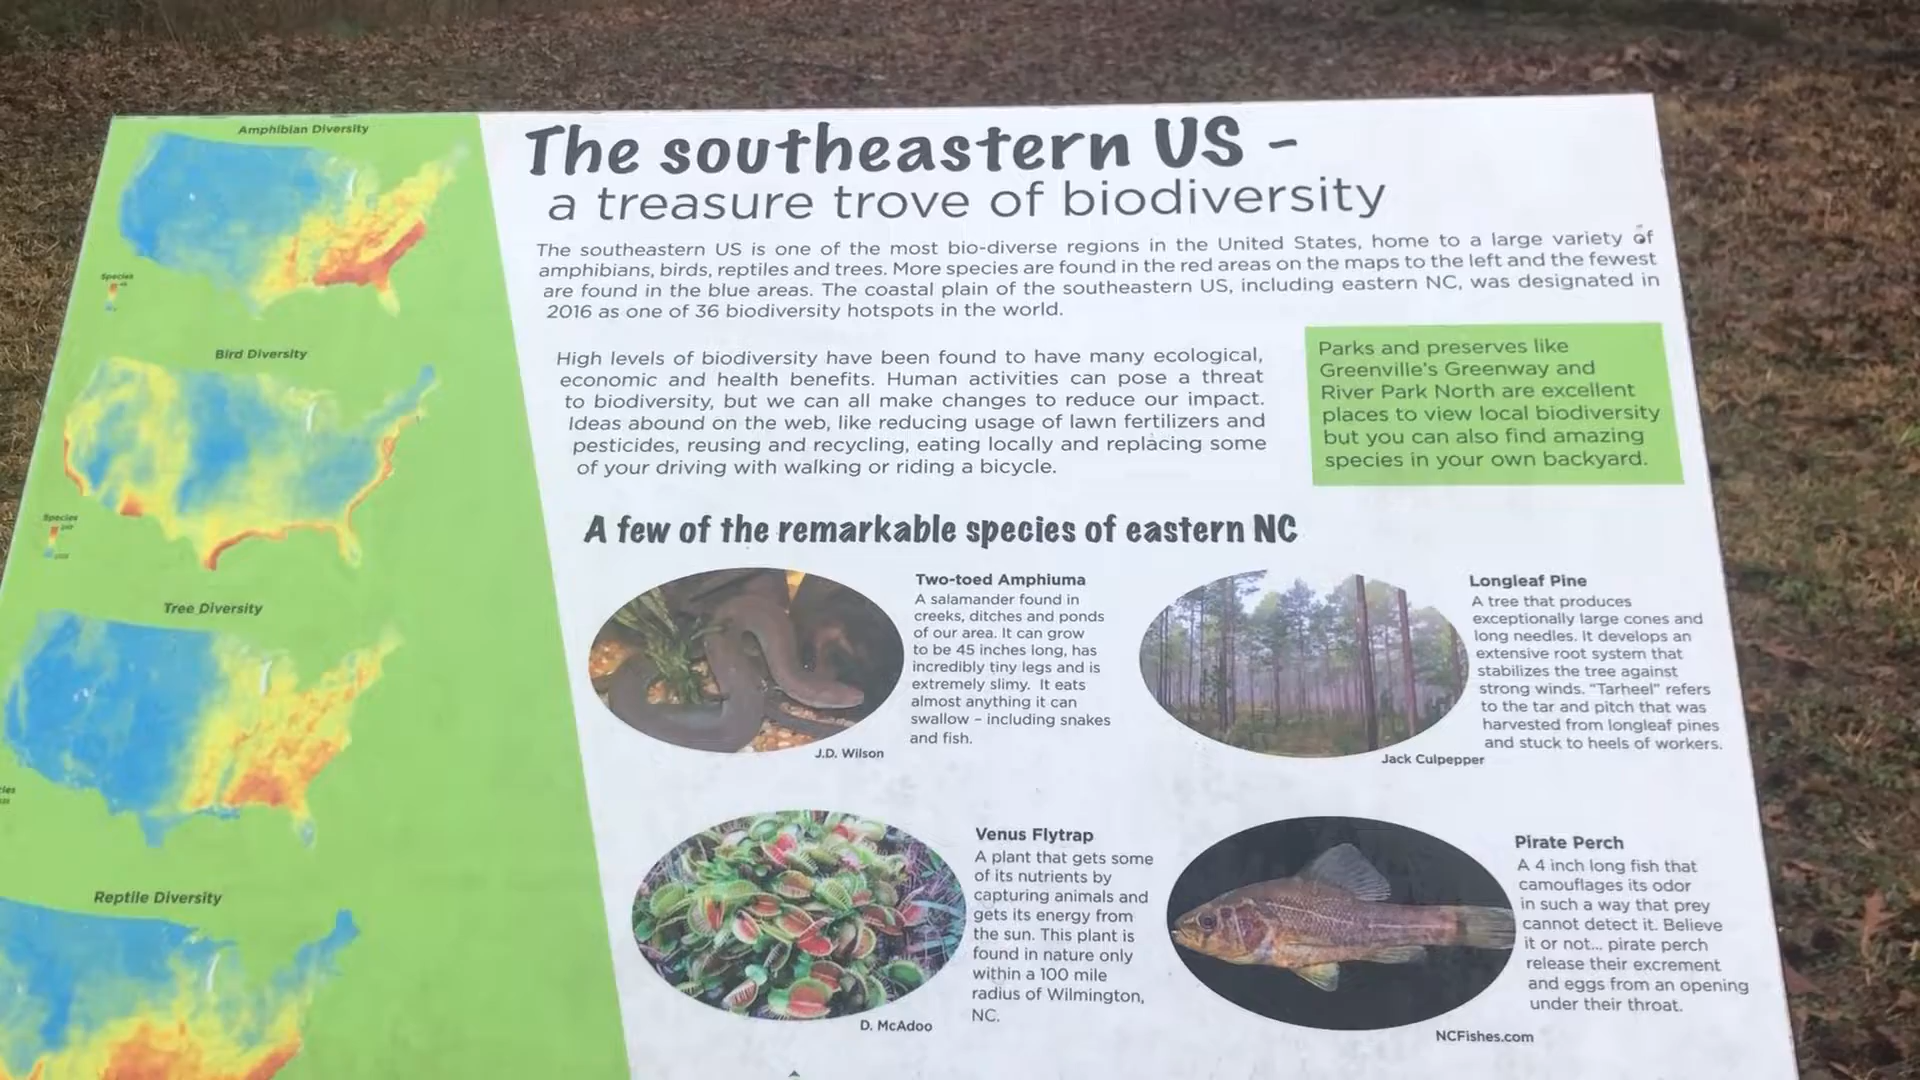 Amphibian Diversity
Species
Bird Diversity
Species
Tree Diversity
Reptile Diversity
The southeastern US -
a treasure trove of biodiversity
The southeastern US is one of the most bio-diverse regions in the United States, home to a large variety of
amphibians, birds, reptiles and trees. More species are found in the red areas on the maps to the left and the fewest
are found in the blue areas. The coastal plain of the southeastern US, including eastern NC, was designated in
2016 as one of 36 biodiversity hotspots in the world.
High levels of biodiversity have been found to have many ecological,
economic and health benefits. Human activities can pose a threat
to biodiversity, but we can all make changes to reduce our impact.
Ideas abound on the web, like reducing usage of lawn fertilizers and
pesticides, reusing and recycling, eating locally and replacing some
of your driving with walking or riding a bicycle.
Parks and preserves like
Greenville's Greenway and
River Park North are excellent
places to view local biodiversity
but you can also find amazing
species in your own backyard.
A few of the remarkable species of eastern NC
Two-toed Amphiuma
A salamander found in
creeks, ditches and ponds
of our area. It can grow
to be 45 inches long, has
incredibly tiny legs and is
extremely slimy. It eats
almost anything it can
swallow – including snakes
and fish.
J.D. Wilson
Longleaf Pine
A tree that produces
exceptionally large cones and
long needles. It develops an
extensive root system that
stabilizes the tree against
strong winds. "Tarheel" refers
to the tar and pitch that was
harvested from longleaf pines
and stuck to heels of workers.
Jack Culpepper
Venus Flytrap
A plant that gets some
of its nutrients by
capturing animals and
gets its energy from
the sun. This plant is
found in nature only
within a 100 mile
radius of Wilmington,
NC.
D. McAdoo
Pirate Perch
A 4 inch long fish that
camouflages its odor
in such a way that prey
cannot detect it. Believe
it or not... pirate perch
release their excrement
and eggs from an opening
under their throat.
NCFishes.com